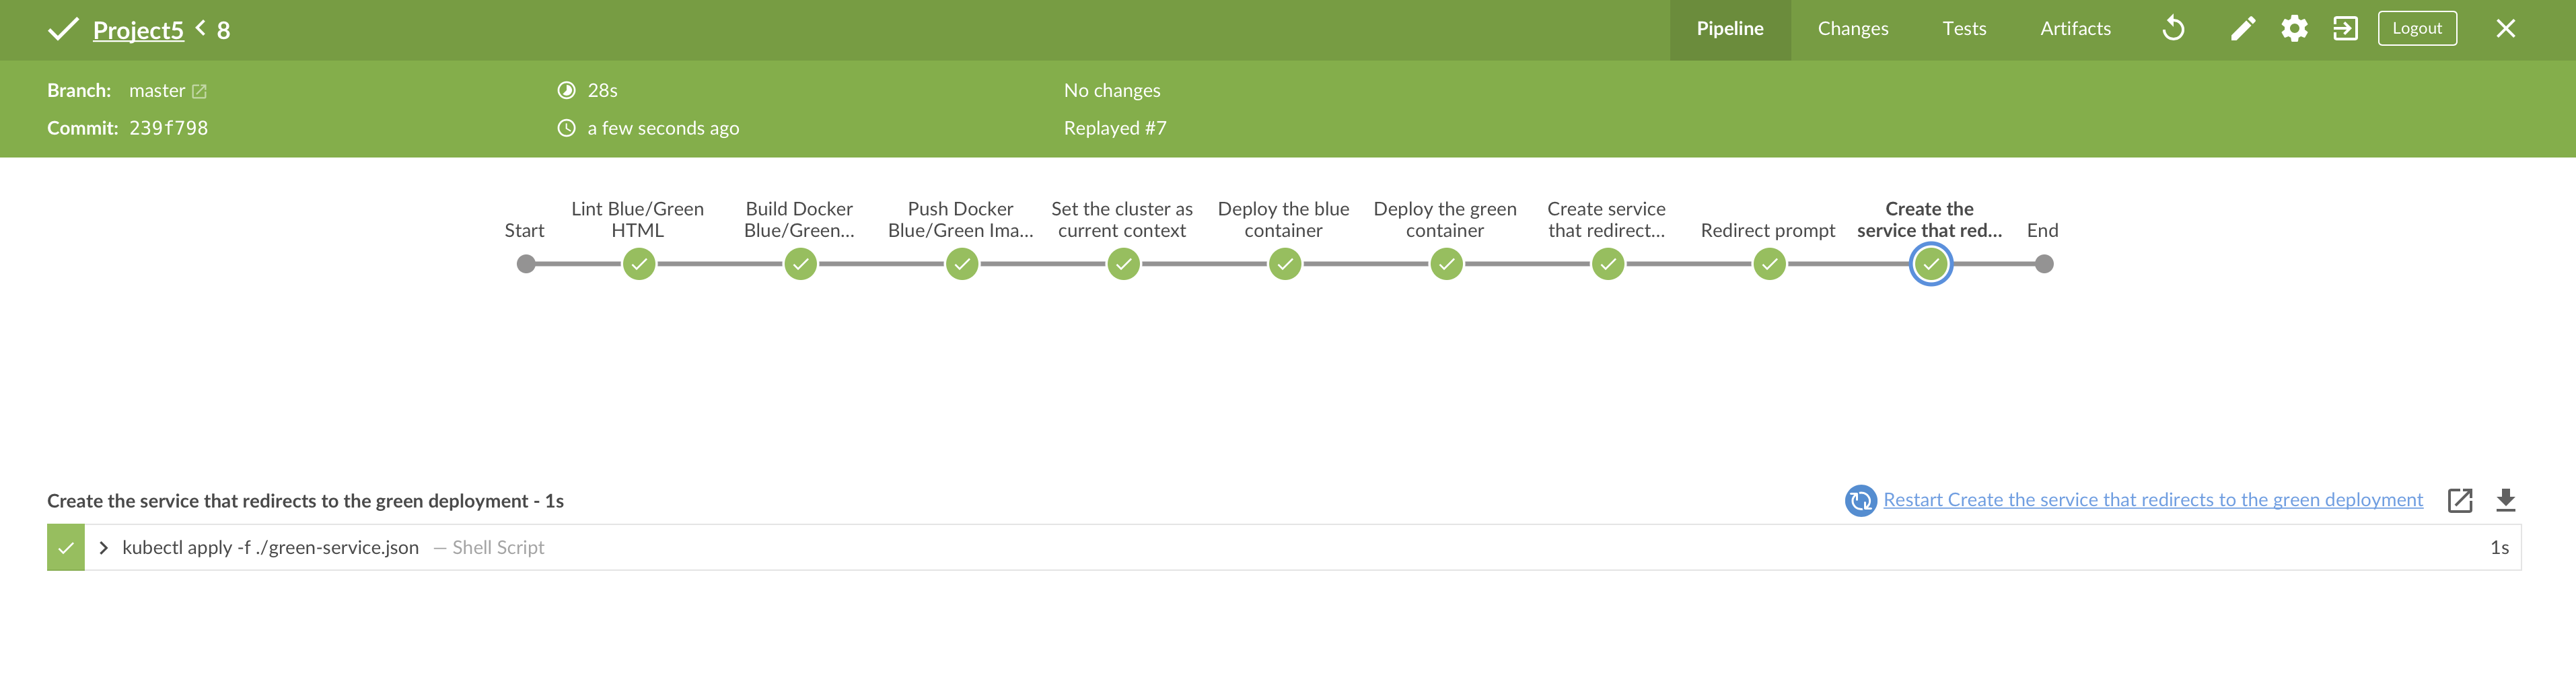 Project5 < 8
Pipeline
Changes
Tests
Artifacts
Logout
Branch: master
28s
No changes
Commit: 239f798
a few seconds ago
Replayed #7
Start
Lint Blue/Green
HTML
Build Docker
Blue/Green...
Push Docker
Blue/Green Ima...
Set the cluster as
current context
Deploy the blue
container
Deploy the green
container
Create service
that redirect...
Redirect prompt
Create the
service that red...
End
Create the service that redirects to the green deployment - 1s
Restart Create the service that redirects to the green deployment
kubectl apply -f ./green-service.json — Shell Script
1s